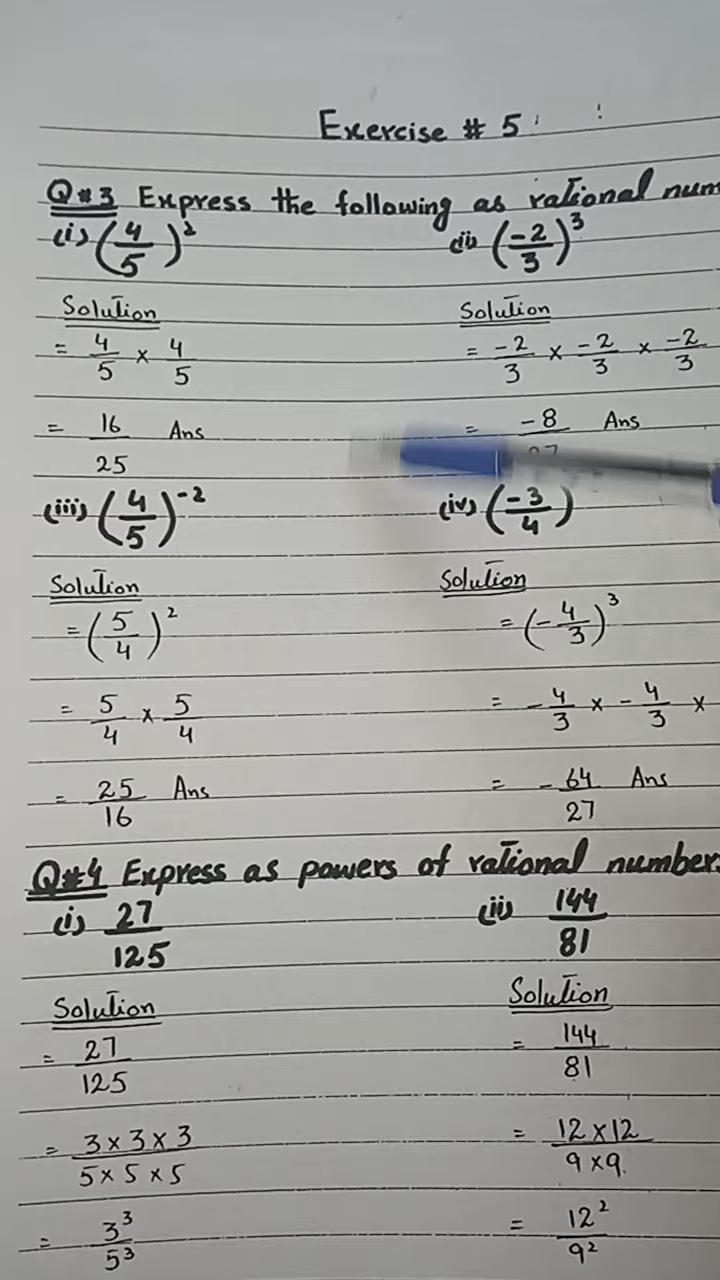 Exercise # 5
Q#3 Express the following as rational num
(i) (4/5)² (ii) (-2/3)³
Solution Solution
= 4/5 × 4/5 = -2/3 × -2/3 × -2/3
= 16/25 Ans = -8/ Ans
(iii) (4/5)⁻² (iv) (-3/4)
Solution Solution
= (5/4)² = (-4/3)³
= 5/4 × 5/4 = -4/3 × -4/3 ×
= 25/16 Ans = -64/27 Ans
Q#4 Express as powers of rational number
(i) 27/125 (ii) 144/81
Solution Solution
= 27/125 = 144/81
= 3×3×3/5×5×5 = 12×12/9×9
= 3³/5³ = 12²/9²